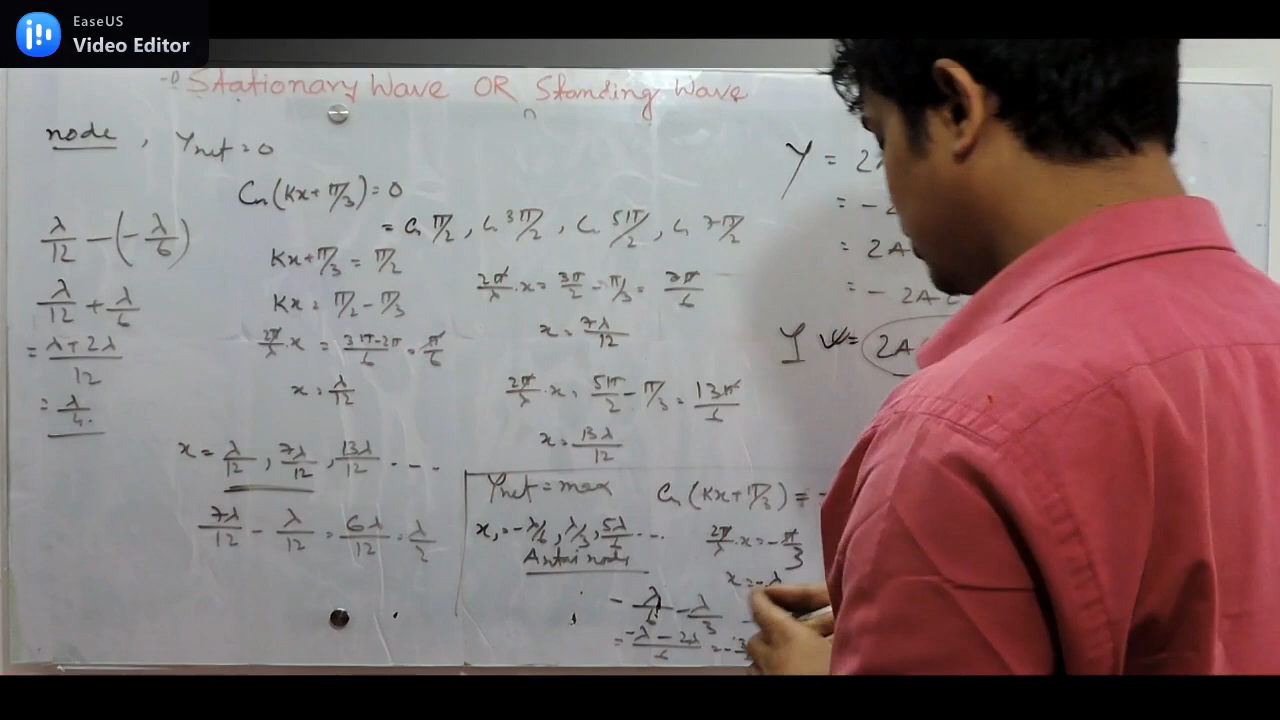 EaseUS
Video Editor
Stationary Wave OR Standing Wave
node , Ynet = 0
Cos(Kx+π/3) = 0
= Cos π/2, Cos 3π/2, Cos 5π/2, Cos 7π/2
Kx+π/3 = π/2
Kx = π/2 - π/3
2π/λ · x = (3π-2π)/6 = π/6
x = λ/12
x = λ/12, 7λ/12, 13λ/12 ....
7λ/12 - λ/12 = 6λ/12 = λ/2
λ/12 - (-λ/6)
λ/12 + λ/6
= (λ+2λ)/12
= λ/4.
2π/λ · x = 3π/2 - π/3 = 7π/6
x = 7λ/12
2π/λ · x = 5π/2 - π/3 = 13π/6
x = 13λ/12
Ynet = max
x, = -λ/6, λ/3, 5λ/6 ...
Antai node
Cos(Kx+π/3) =
2π/λ · x = -π/3
x = -λ
-λ/6 - λ/3
= (-λ-2λ)/6 = -3
Y = 2A
= -2
= 2A
= - 2A
Y = 2A